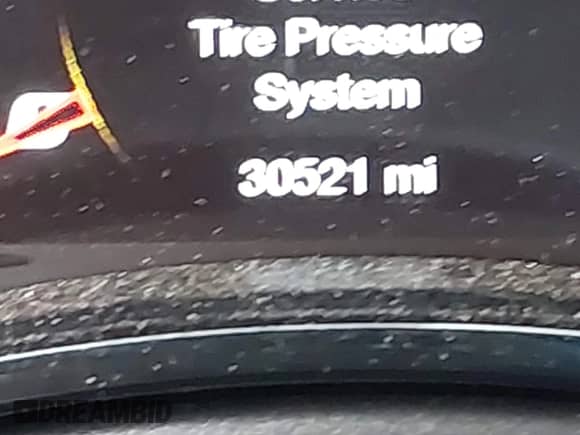 Tire Pressure
System
30521 mi
DREAMBID